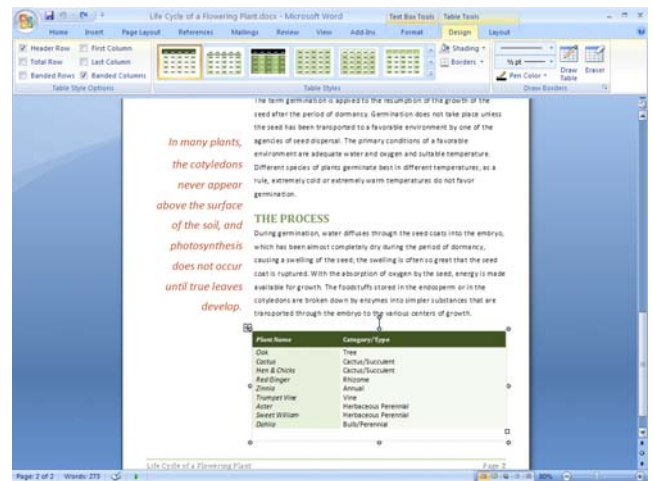 Life Cycle of a Flowering Plant.docx - Microsoft Word
Text Box Tools
Table Tools
Home
Insert
Page Layout
References
Mailings
Review
View
Add-Ins
Format
Design
Layout
Header Row
First Column
Total Row
Last Column
Banded Rows
Banded Columns
Table Style Options
Table Styles
Shading
Borders
½ pt
Pen Color
Draw Table
Eraser
Draw Borders
The term germination is applied to the resumption of the growth of the
seed after the period of dormancy. Germination does not take place unless
the seed has been transported to a favorable environment by one of the
agencies of seed dispersal. The primary conditions of a favorable
environment are adequate water and oxygen and suitable temperature.
Different species of plants germinate best in different temperatures; as a
rule, extremely cold or extremely warm temperatures do not favor
germination.
In many plants,
the cotyledons
never appear
above the surface
of the soil, and
photosynthesis
does not occur
until true leaves
develop.
THE PROCESS
During germination, water diffuses through the seed coats into the embryo,
which has been almost completely dry during the period of dormancy,
causing a swelling of the seed; the swelling is often so great that the seed
coat is ruptured. With the absorption of oxygen by the seed, energy is made
available for growth. The foodstuffs stored in the endosperm or in the
cotyledons are broken down by enzymes into simpler substances that are
transported through the embryo to the various centers of growth.
Plant Name Category/Type
Oak Tree
Cactus Cactus/Succulent
Hen & Chicks Cactus/Succulent
Red Ginger Rhizome
Zinnia Annual
Trumpet Vine Vine
Aster Herbaceous Perennial
Sweet William Herbaceous Perennial
Dahlia Bulb/Perennial
Life Cycle of a Flowering Plant Page 2
Page: 2 of 2 Words: 275 80%